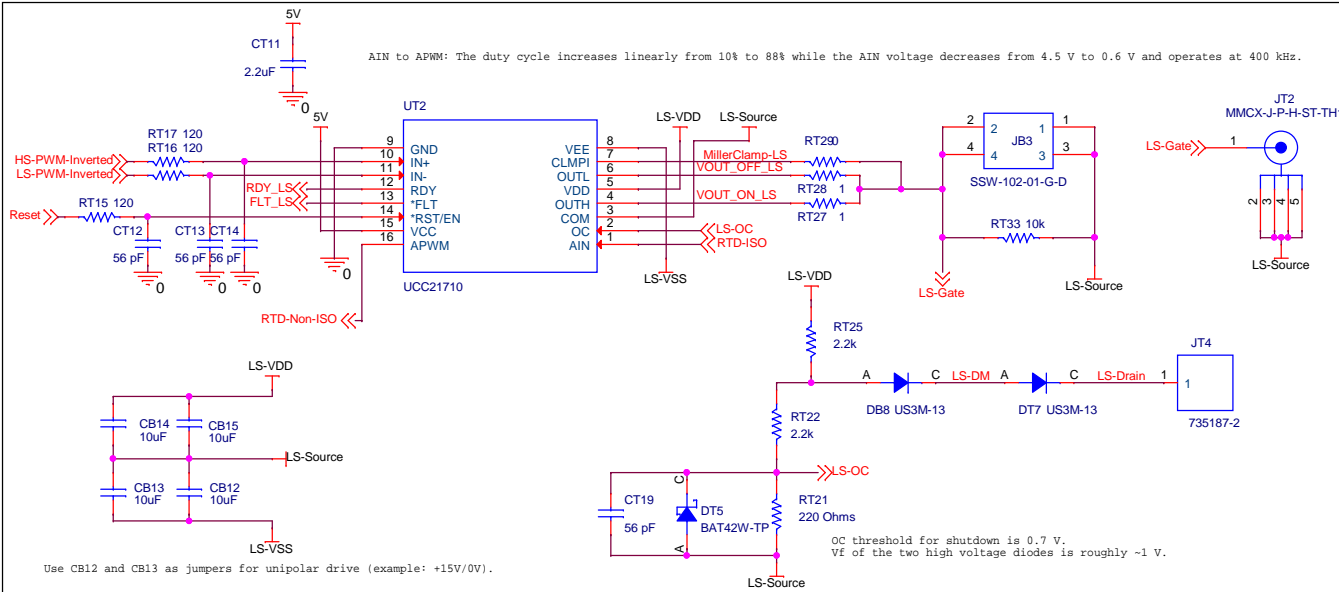 5V
CT11
2.2uF
0
AIN to APWM: The duty cycle increases linearly from 10% to 88% while the AIN voltage decreases from 4.5 V to 0.6 V and operates at 400 kHz.
RT17 120
RT16 120
HS-PWM-Inverted
LS-PWM-Inverted
Reset
RT15 120
CT12
56 pF
CT13
56 pF
CT14
56 pF
0
0
0
RDY_LS
FLT_LS
RTD-Non-ISO
5V
0
UT2
9 GND
10 IN+
11 IN-
12 RDY
13 *FLT
14 *RST/EN
15 VCC
16 APWM
VEE 8
CLMPI 7
OUTL 6
VDD 5
OUTH 4
COM 3
OC 2
AIN 1
UCC21710
LS-VDD
LS-Source
LS-VSS
MillerClamp-LS
VOUT_OFF_LS
VOUT_ON_LS
LS-OC
RTD-ISO
RT29 0
RT28 1
RT27 1
2 2 1 1
4 4 3 3
JB3
SSW-102-01-G-D
RT33 10k
LS-Gate
LS-Source
JT2
MMCX-J-P-H-ST-TH1
LS-Gate
1
2
3
4
5
LS-Source
LS-VDD
CB14
10uF
CB15
10uF
LS-Source
CB13
10uF
CB12
10uF
LS-VSS
Use CB12 and CB13 as jumpers for unipolar drive (example: +15V/0V).
LS-VDD
RT25
2.2k
A C
LS-DM
A C
LS-Drain
DB8 US3M-13
DT7 US3M-13
JT4
1 1
735187-2
RT22
2.2k
LS-OC
CT19
56 pF
C
DT5
BAT42W-TP
A
RT21
220 Ohms
LS-Source
OC threshold for shutdown is 0.7 V.
Vf of the two high voltage diodes is roughly ~1 V.